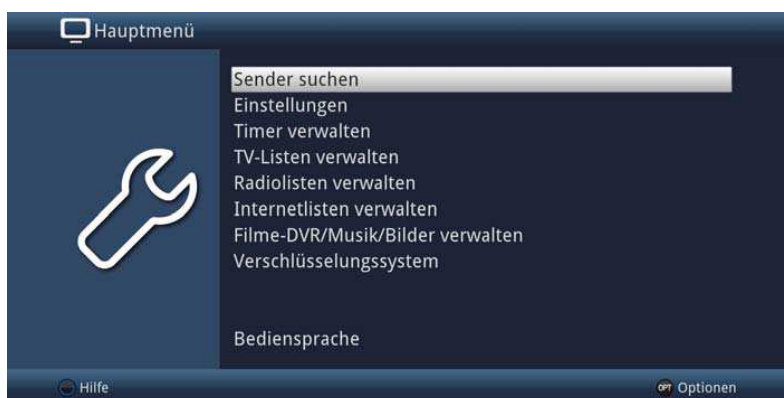 Hauptmenü
Sender suchen
Einstellungen
Timer verwalten
TV-Listen verwalten
Radiolisten verwalten
Internetlisten verwalten
Filme-DVR/Musik/Bilder verwalten
Verschlüsselungssystem
Bediensprache
Hilfe
OPT Optionen